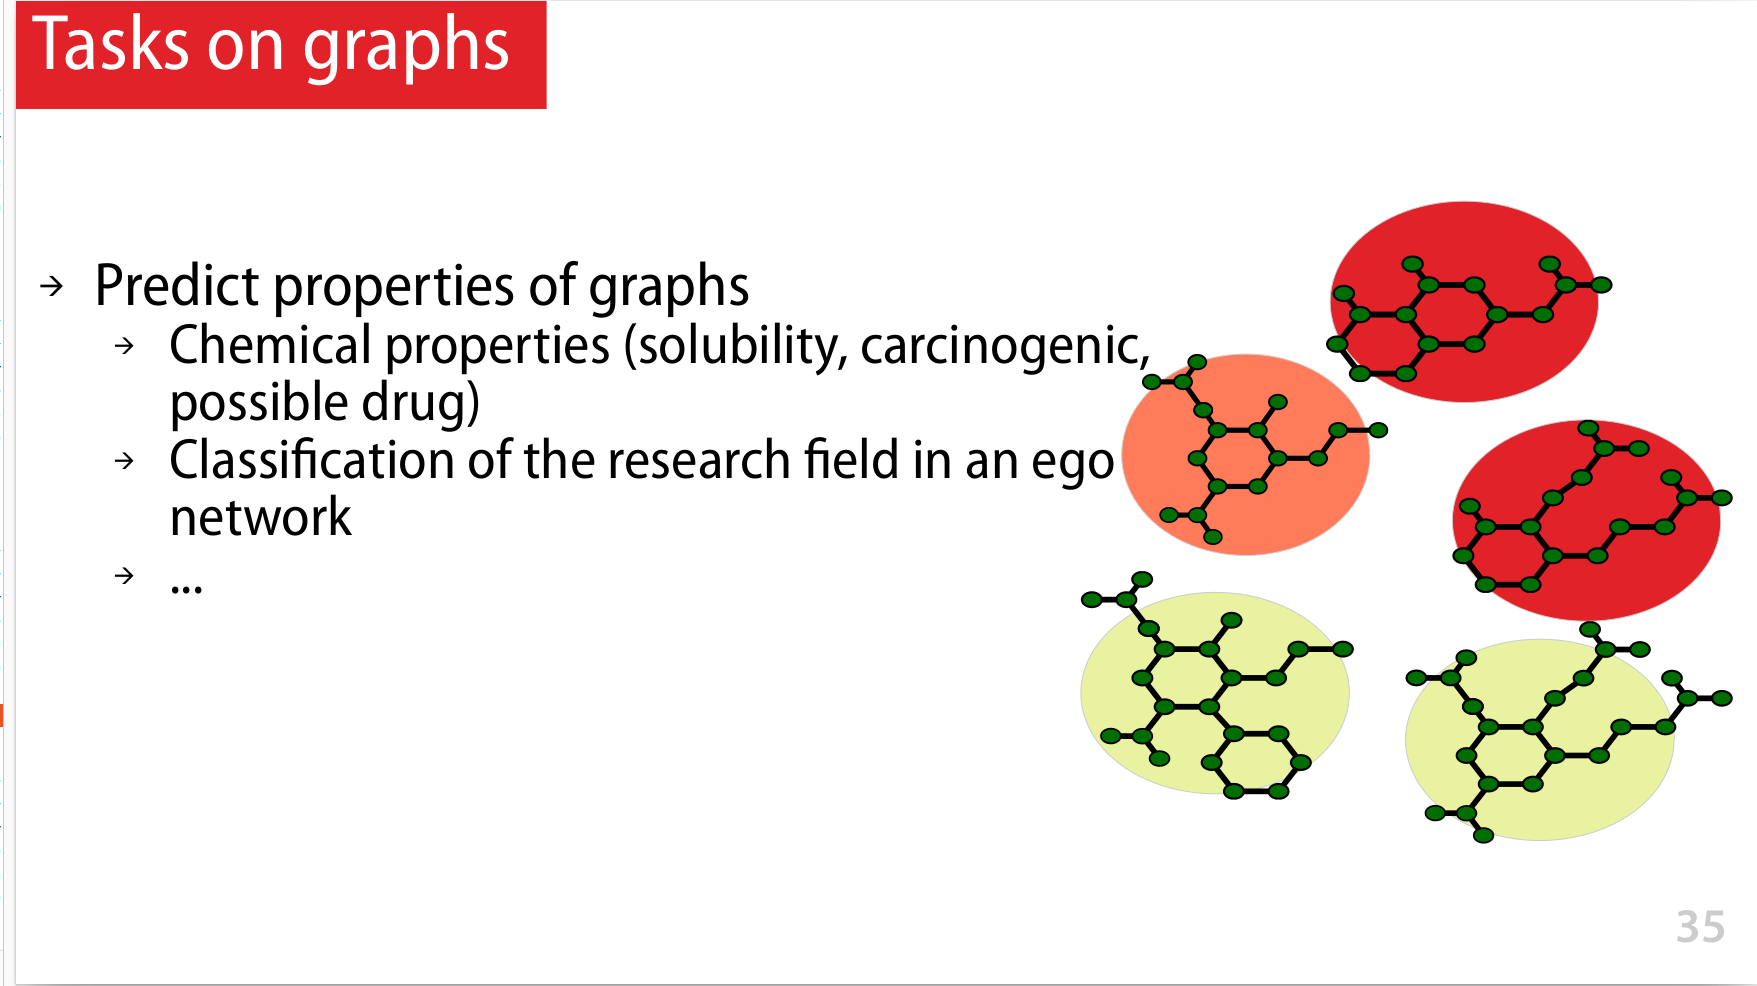 Tasks on graphs
→ Predict properties of graphs
→ Chemical properties (solubility, carcinogenic,
possible drug)
→ Classification of the research field in an ego
network
→ ...
35